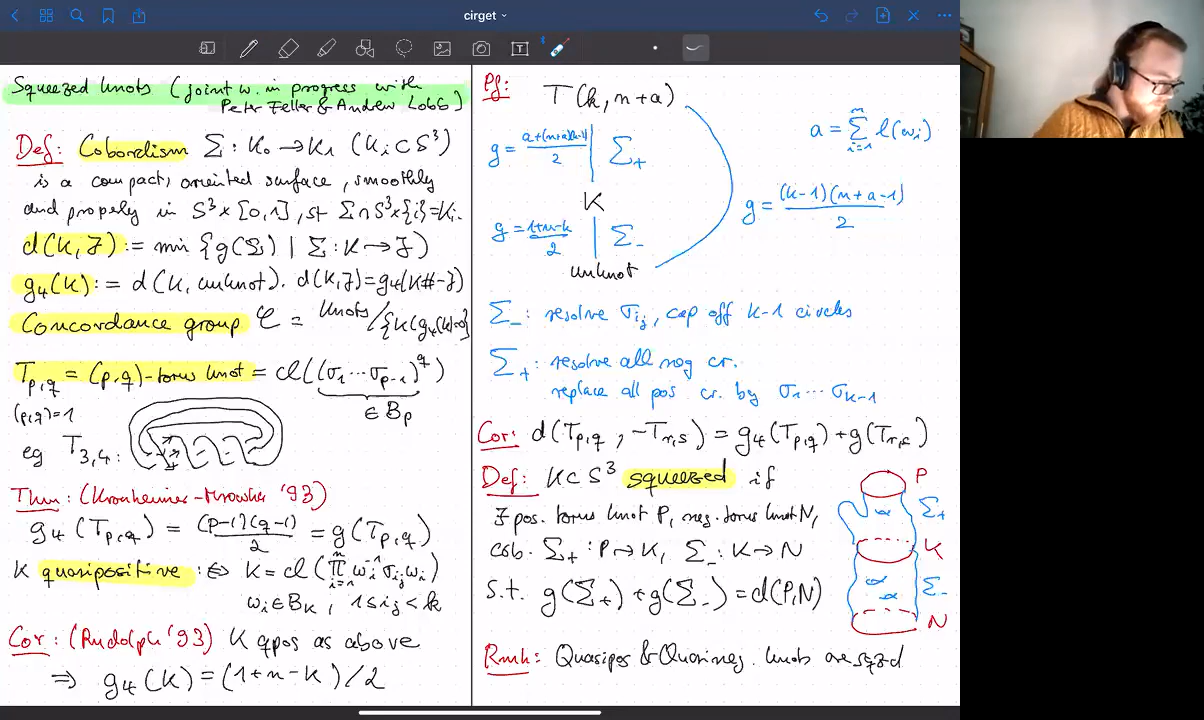 cirget
Squeezed knots (joint w. in progress with
Peter Feller & Andrew Lobb)
Def: Cobordism Σ: K₀ → K₁ (Kᵢ ⊂ S³)
is a compact, oriented surface, smoothly
and properly in S³ × [0,1], st Σ∩S³×{i}=Kᵢ.
d(K,J) := min {g(Σ) | Σ: K → J}
g₄(K) := d(K, unknot). d(K,J)=g₄(K#-J)
Concordance group 𝒞 = knots/{K|g₄(K)=0}
T_{p,q} = (p,q)-torus knot = cl((σ₁ ⋯ σ_{p-1})^q)
(p,q)=1
∈ B_p
eg T_{3,4}:
Thm: (Kronheimer-Mrowka '93)
g₄(T_{p,q}) = (p-1)(q-1)/2 = g(T_{p,q})
K quasipositive :⇔ K = cl(∏_{i=1}^{n} ωᵢ⁻¹ σ_{iⱼ} ωᵢ)
ωᵢ ∈ B_k, 1 ≤ iⱼ < k
Cor: (Rudolph '93) K qpos as above
⇒ g₄(K) = (1+n-k)/2
Pf:
T(k, n+a)
a = ∑_{i=1}^{n} l(ωᵢ)
Σ₊
K
g = (k-1)(n+a-1)/2
g = (1+n-k)/2
Σ₋
unknot
Σ₋: resolve σ_{iⱼ}, cap off k-1 circles
Σ₊: resolve all neg cr.
replace all pos cr. by σ₁ ⋯ σ_{k-1}
Cor: d(T_{p,q}, -T_{r,s}) = g₄(T_{p,q}) + g(T_{r,s})
Def: K⊂S³ squeezed if
∃ pos. torus knot P, neg. torus knot N,
cob. Σ₊: P → K, Σ₋: K → N
s.t. g(Σ₊) + g(Σ₋) = d(P,N)
P
Σ₊
K
Σ₋
N
Rmk: Quasipos & Quasineg. knots are sqzed